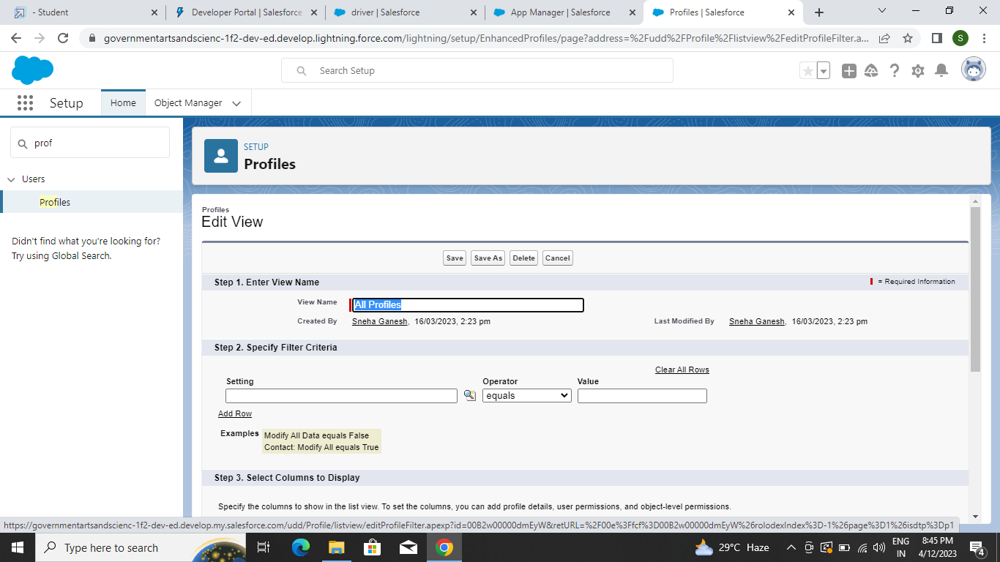 - Student
Developer Portal | Salesforce
driver | Salesforce
App Manager | Salesforce
Profiles | Salesforce
governmentartsandscienc-1f2-dev-ed.develop.lightning.force.com/lightning/setup/EnhancedProfiles/page?address=%2Fudd%2FProfile%2Flistview%2FeditProfileFilter.a...
S
Search Setup
Setup
Home
Object Manager
prof
Users
Profiles
Didn't find what you're looking for?
Try using Global Search.
SETUP
Profiles
Profiles
Edit View
Save
Save As
Delete
Cancel
Step 1. Enter View Name
= Required Information
View Name
All Profiles
Created By
Sneha Ganesh, 16/03/2023, 2:23 pm
Last Modified By
Sneha Ganesh, 16/03/2023, 2:23 pm
Step 2. Specify Filter Criteria
Clear All Rows
Setting
Operator
Value
equals
Add Row
Examples
Modify All Data equals False
Contact: Modify All equals True
Step 3. Select Columns to Display
Specify the columns to show in the list view. To set the columns, you can add profile details, user permissions, and object-level permissions.
https://governmentartsandscienc-1f2-dev-ed.develop.my.salesforce.com/udd/Profile/listview/editProfileFilter.apexp?id=00B2w00000dmEyW&retURL=%2F00e%3Ffcf%3D00B2w00000dmEyW%26rolodexIndex%3D-1%26page%3D1%26isdtp%3Dp1
Type here to search
29°C Haze
ENG
IN
8:45 PM
4/12/2023
4